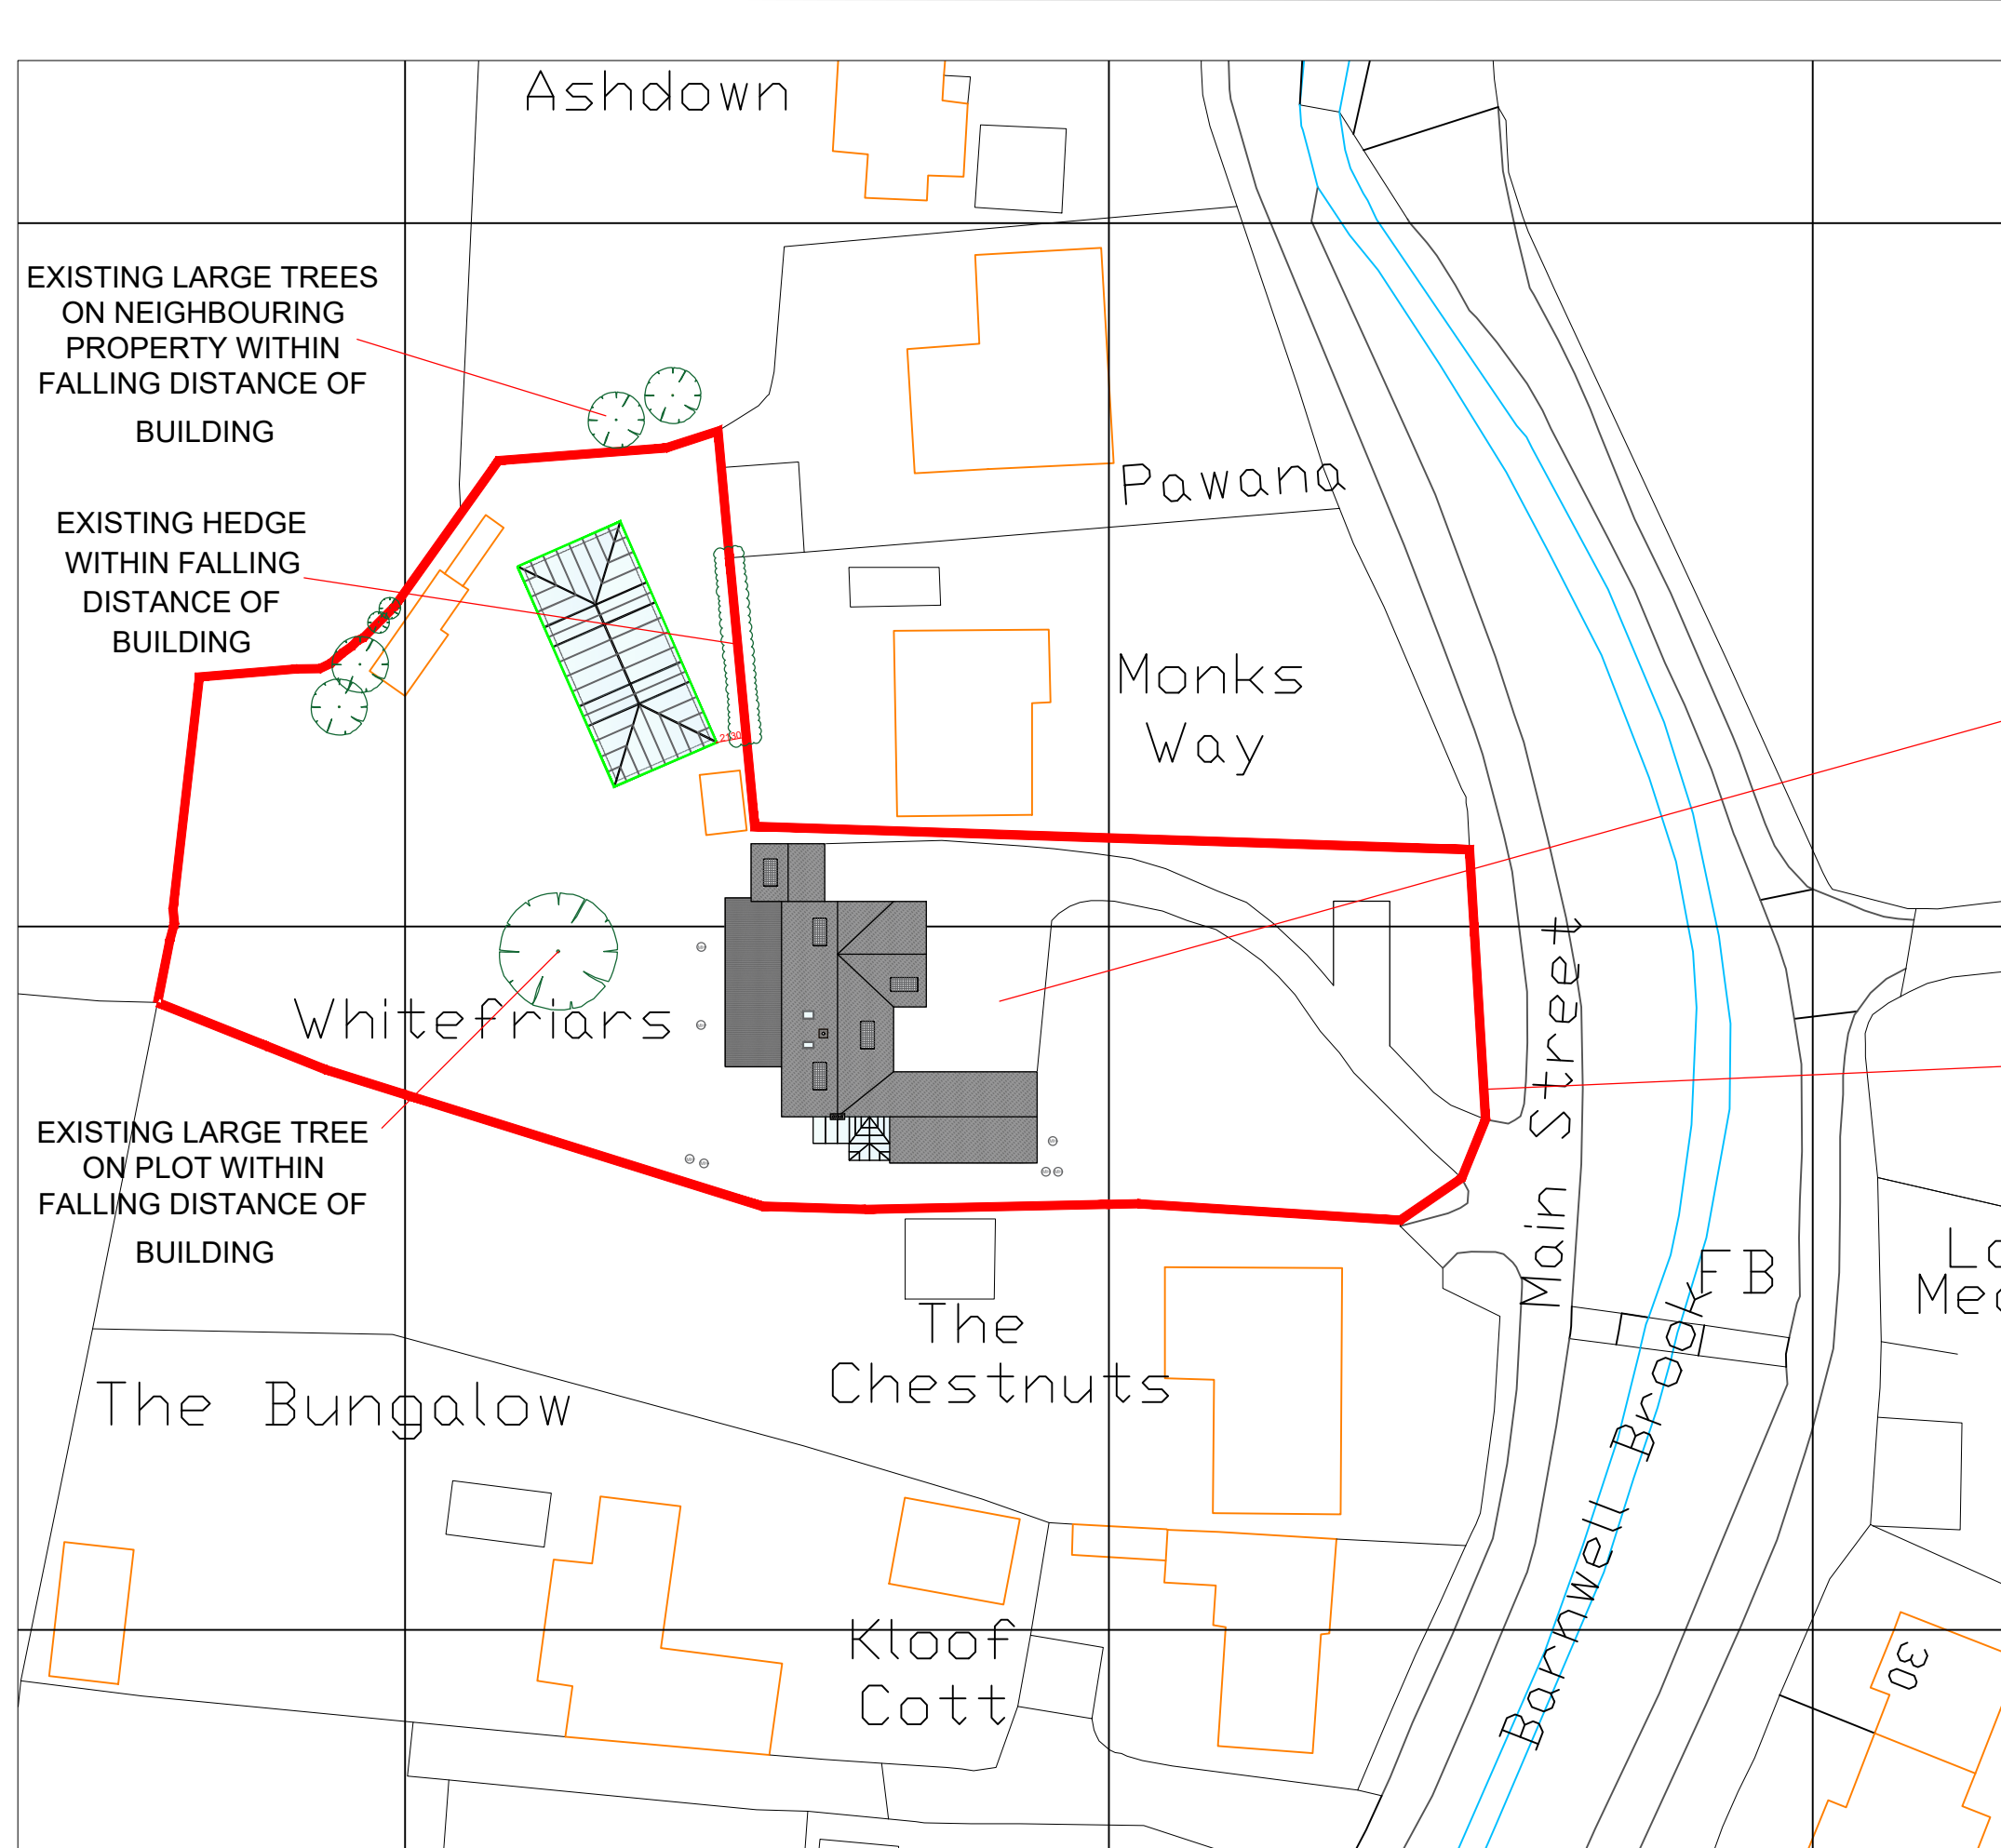 Ashdown
EXISTING LARGE TREES
ON NEIGHBOURING
PROPERTY WITHIN
FALLING DISTANCE OF
BUILDING
Pawana
EXISTING HEDGE
WITHIN FALLING
DISTANCE OF
BUILDING
Monks
Way
2130
Whitefriars
Main Street
EXISTING LARGE TREE
ON PLOT WITHIN
FALLING DISTANCE OF
BUILDING
FB
The
Chestnuts
The Bungalow
Barnwell Brook
Kloof
Cott
30